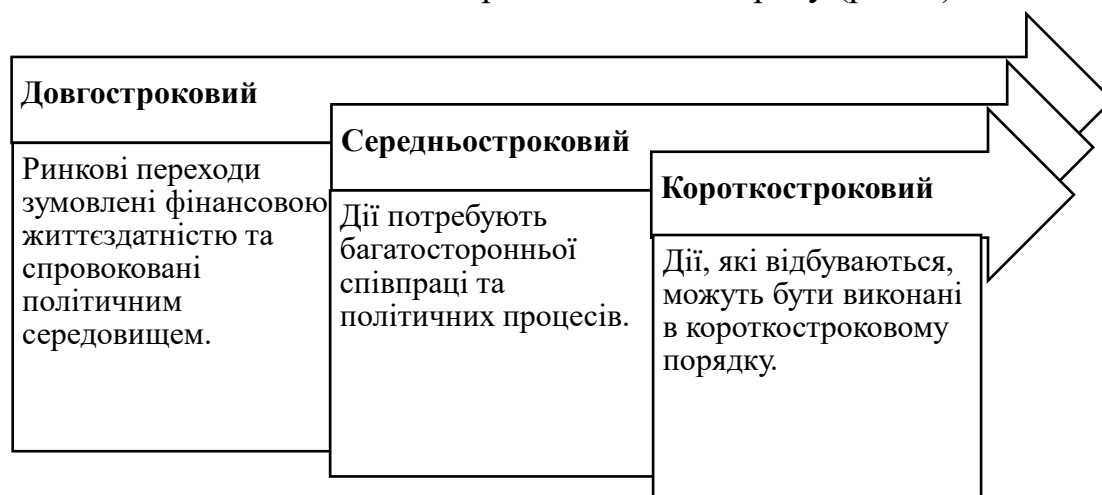 Довгостроковий
Ринкові переходи
зумовлені фінансовою
життєздатністю та
спровоковані
політичним
середовищем.
Середньостроковий
Дії потребують
багатосторонньої
співпраці та
політичних процесів.
Короткостроковий
Дії, які відбуваються,
можуть бути виконані
в короткостроковому
порядку.